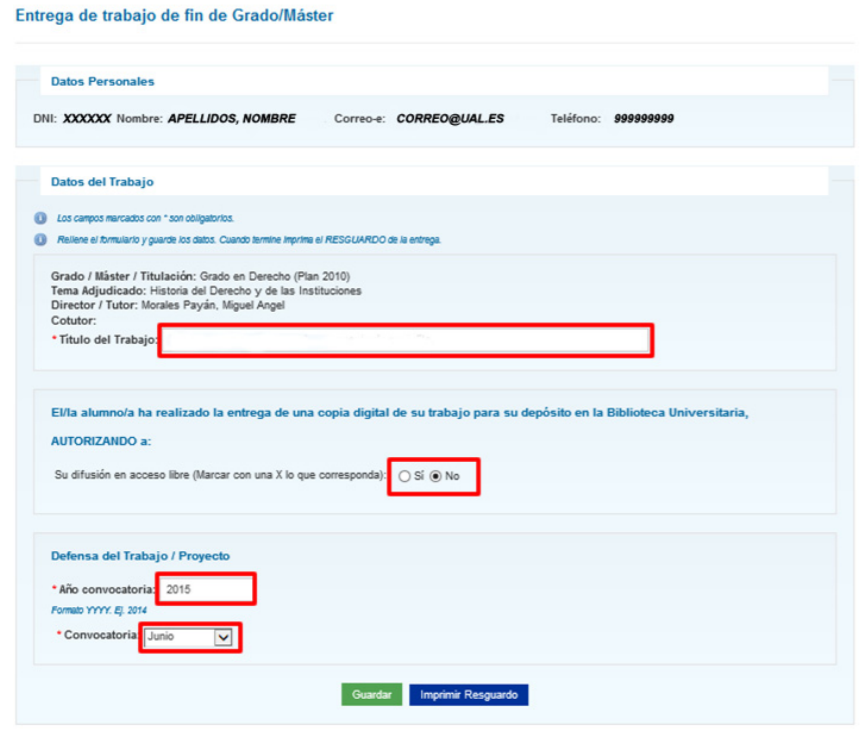 Entrega de trabajo de fin de Grado/Máster
Datos Personales
DNI: XXXXXX Nombre: APELLIDOS, NOMBRE Correo-e: CORREO@UAL.ES Teléfono: 999999999
Datos del Trabajo
Los campos marcados con * son obligatorios.
Rellene el formulario y guarde los datos. Cuando termine imprima el RESGUARDO de la entrega.
Grado / Máster / Titulación: Grado en Derecho (Plan 2010)
Tema Adjudicado: Historia del Derecho y de las Instituciones
Director / Tutor: Morales Payán, Miguel Angel
Cotutor:
* Título del Trabajo:
El/la alumno/a ha realizado la entrega de una copia digital de su trabajo para su depósito en la Biblioteca Universitaria,
AUTORIZANDO a:
Su difusión en acceso libre (Marcar con una X lo que corresponda): Sí No
Defensa del Trabajo / Proyecto
* Año convocatoria: 2015
Formato YYYY. Ej. 2014
* Convocatoria: Junio
Guardar Imprimir Resguardo